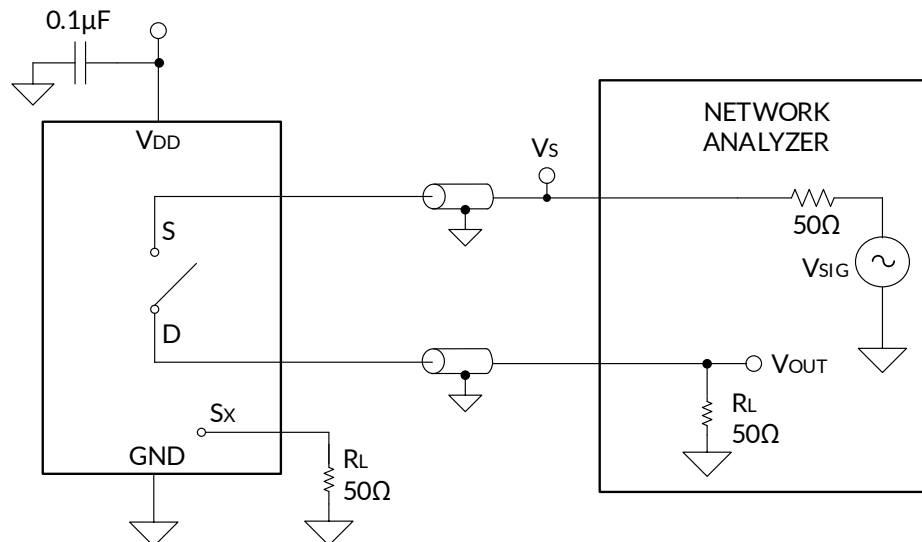 0.1µF
VDD
S
D
SX
GND
RL
50Ω
VS
NETWORK
ANALYZER
50Ω
VSIG
VOUT
RL
50Ω